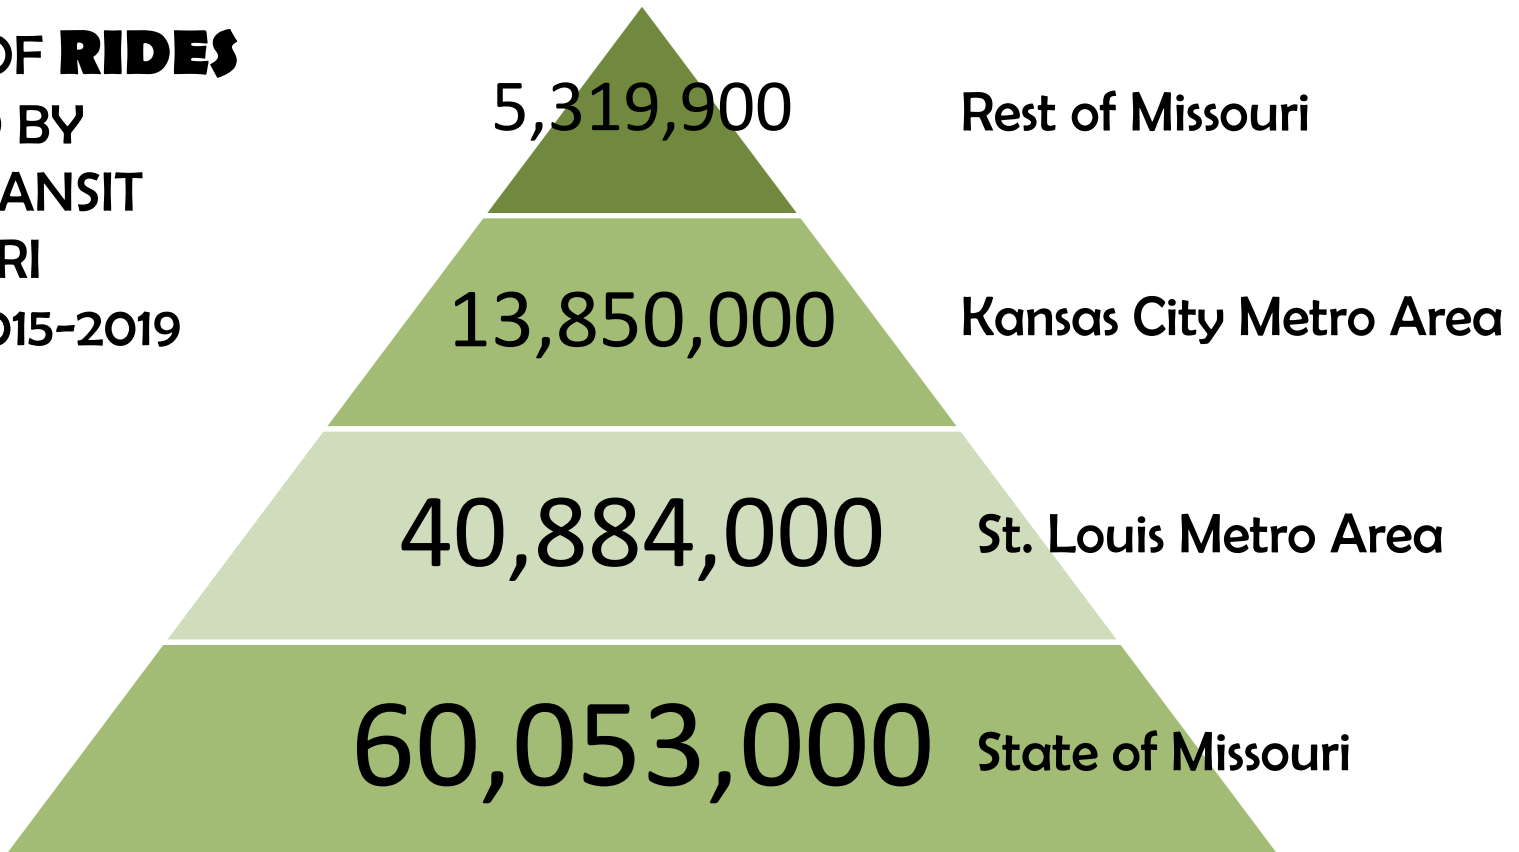 OF RIDES
BY
ANSIT
RI
015-2019
5,319,900 Rest of Missouri
13,850,000 Kansas City Metro Area
40,884,000 St. Louis Metro Area
60,053,000 State of Missouri